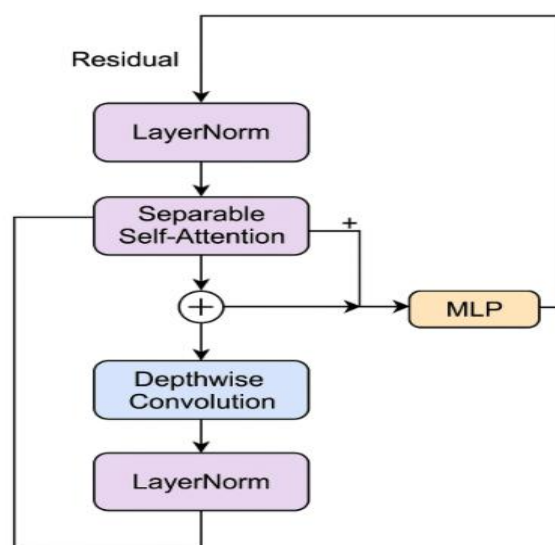 Residual
LayerNorm
Separable
Self-Attention
+
+
MLP
Depthwise
Convolution
LayerNorm